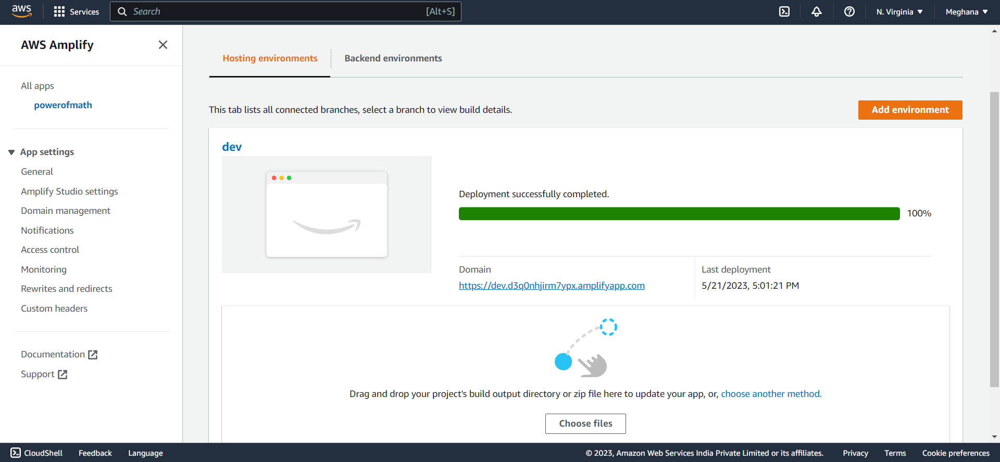 aws
Services
Search
[Alt+S]
N. Virginia
Meghana
AWS Amplify
All apps
powerofmath
App settings
General
Amplify Studio settings
Domain management
Notifications
Access control
Monitoring
Rewrites and redirects
Custom headers
Documentation
Support
Hosting environments
Backend environments
This tab lists all connected branches, select a branch to view build details.
Add environment
dev
Deployment successfully completed.
100%
Domain
https://dev.d3q0nhjirm7ypx.amplifyapp.com
Last deployment
5/21/2023, 5:01:21 PM
Drag and drop your project's build output directory or zip file here to update your app, or, choose another method.
Choose files
CloudShell
Feedback
Language
© 2023, Amazon Web Services India Private Limited or its affiliates.
Privacy
Terms
Cookie preferences